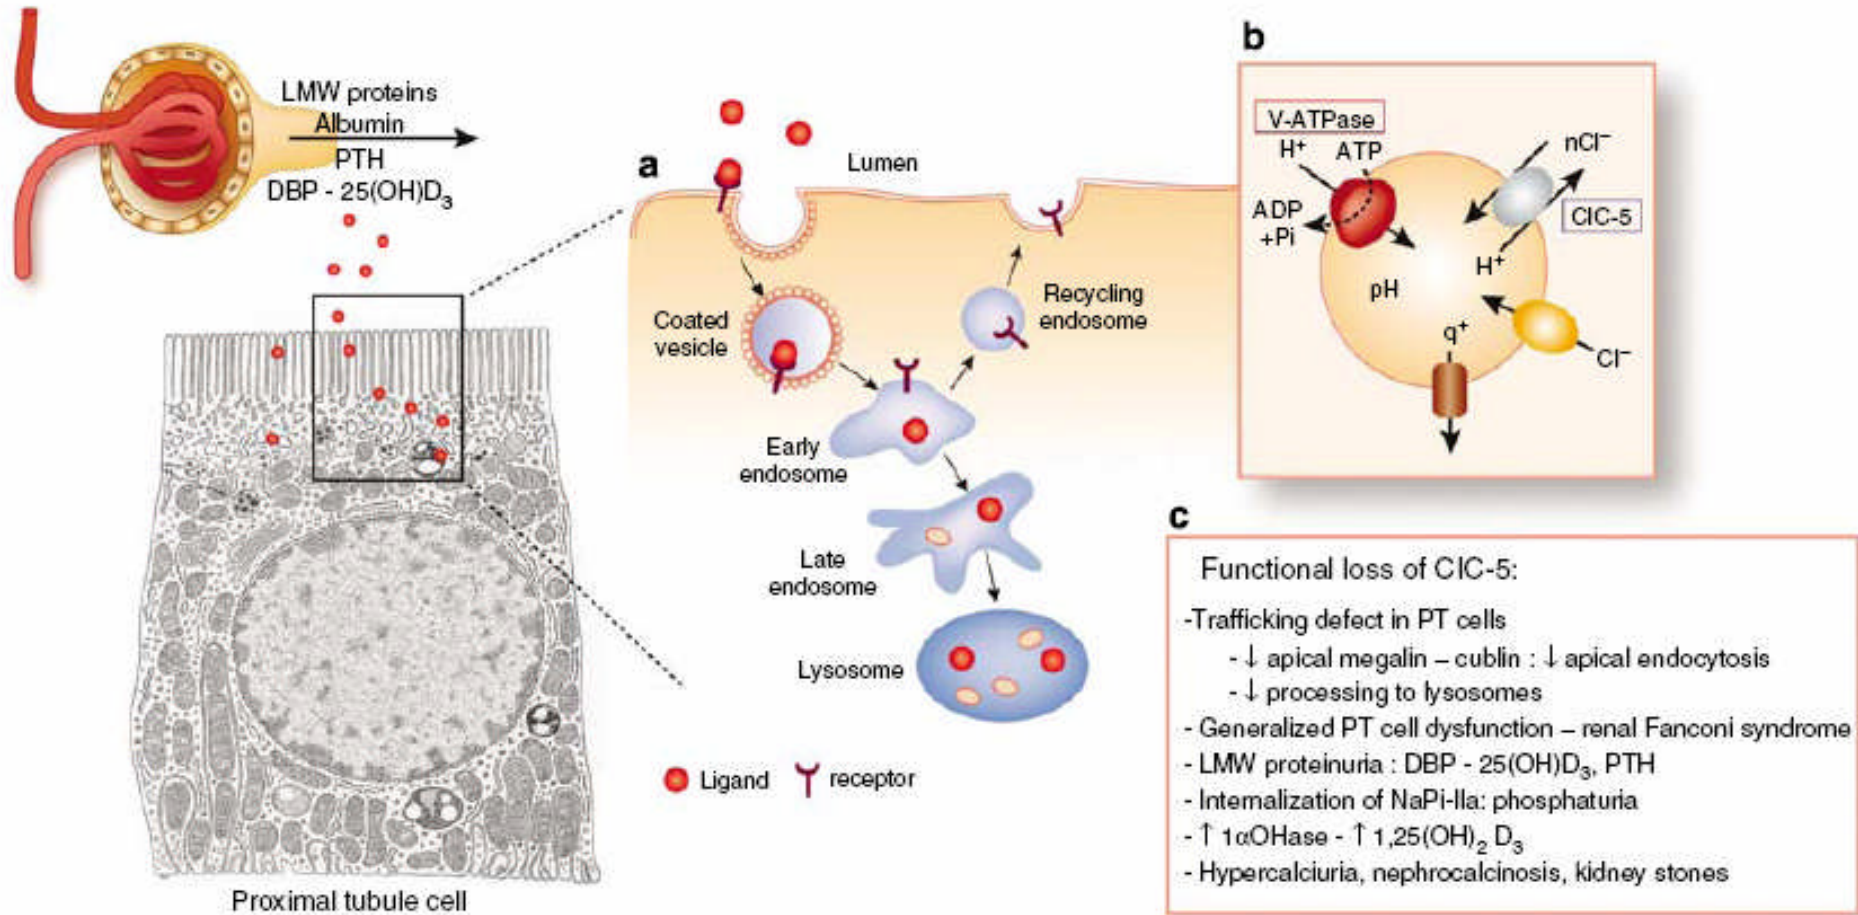 LMW proteins
Albumin
PTH
DBP - 25(OH)D₃
Proximal tubule cell
a
Lumen
Coated
vesicle
Recycling
endosome
Early
endosome
Late
endosome
Lysosome
Ligand
receptor
b
V-ATPase
H⁺
ATP
ADP
+Pi
nCl⁻
ClC-5
H⁺
pH
q⁺
Cl⁻
c
Functional loss of ClC-5:
-Trafficking defect in PT cells
- ↓ apical megalin – cublin : ↓ apical endocytosis
- ↓ processing to lysosomes
- Generalized PT cell dysfunction – renal Fanconi syndrome
- LMW proteinuria : DBP - 25(OH)D₃, PTH
- Internalization of NaPi-IIa: phosphaturia
- ↑ 1αOHase - ↑ 1,25(OH)₂ D₃
- Hypercalciuria, nephrocalcinosis, kidney stones